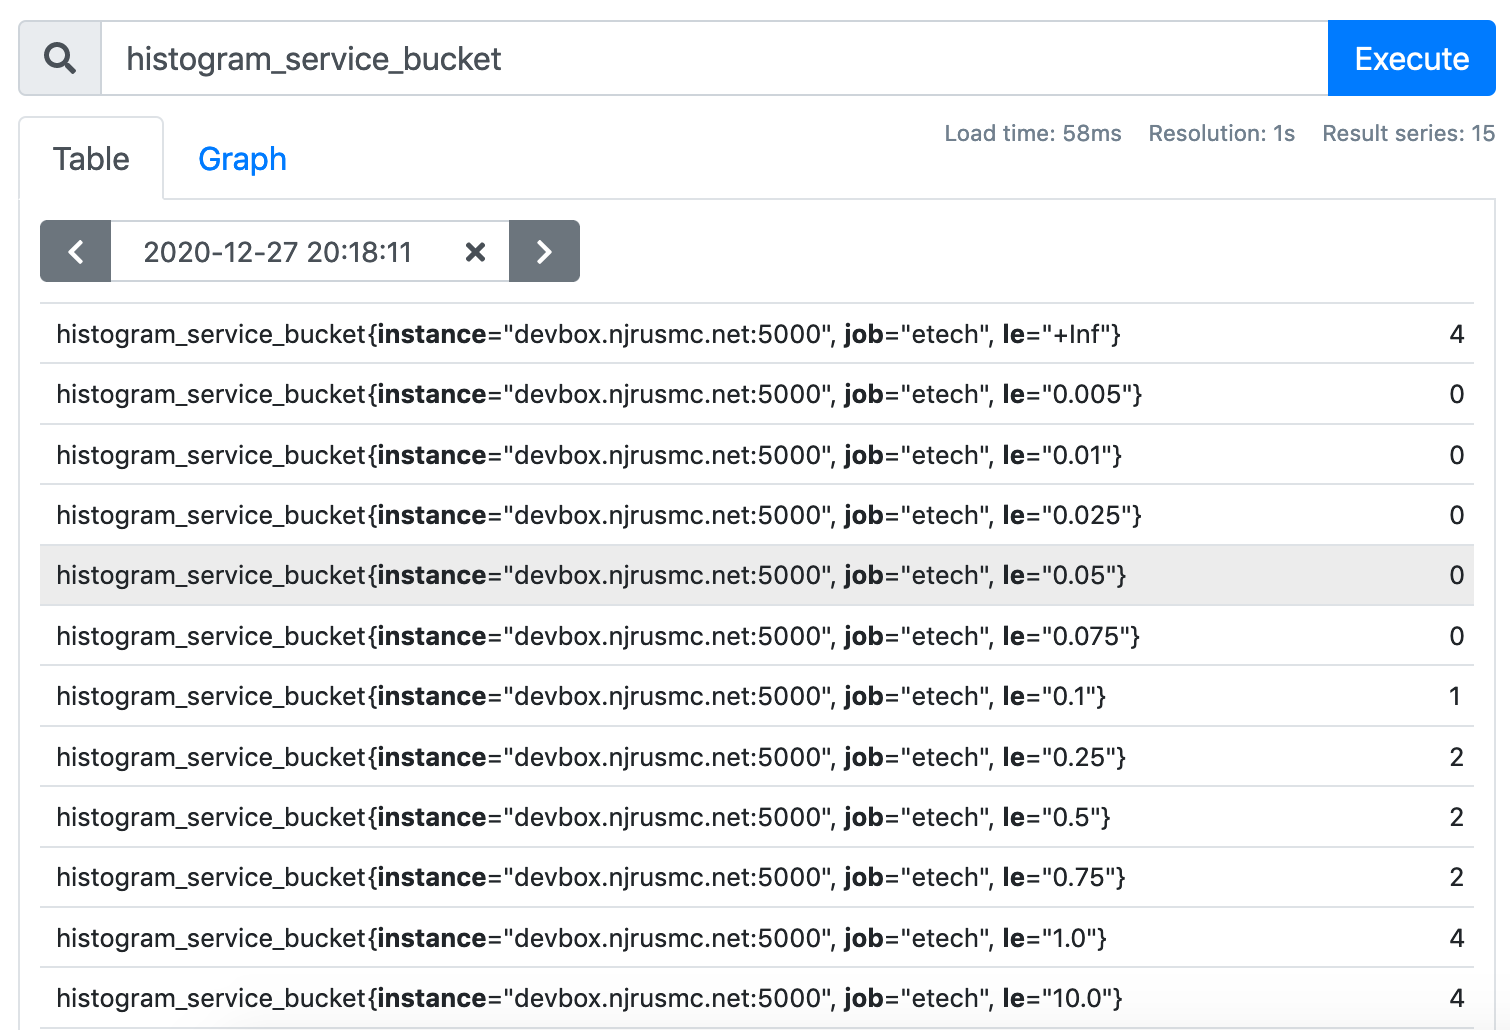 histogram_service_bucket
Execute
Table
Graph
Load time: 58ms Resolution: 1s Result series: 15
2020-12-27 20:18:11
histogram_service_bucket{instance="devbox.njrusmc.net:5000", job="etech", le="+Inf"} 4
histogram_service_bucket{instance="devbox.njrusmc.net:5000", job="etech", le="0.005"} 0
histogram_service_bucket{instance="devbox.njrusmc.net:5000", job="etech", le="0.01"} 0
histogram_service_bucket{instance="devbox.njrusmc.net:5000", job="etech", le="0.025"} 0
histogram_service_bucket{instance="devbox.njrusmc.net:5000", job="etech", le="0.05"} 0
histogram_service_bucket{instance="devbox.njrusmc.net:5000", job="etech", le="0.075"} 0
histogram_service_bucket{instance="devbox.njrusmc.net:5000", job="etech", le="0.1"} 1
histogram_service_bucket{instance="devbox.njrusmc.net:5000", job="etech", le="0.25"} 2
histogram_service_bucket{instance="devbox.njrusmc.net:5000", job="etech", le="0.5"} 2
histogram_service_bucket{instance="devbox.njrusmc.net:5000", job="etech", le="0.75"} 2
histogram_service_bucket{instance="devbox.njrusmc.net:5000", job="etech", le="1.0"} 4
histogram_service_bucket{instance="devbox.njrusmc.net:5000", job="etech", le="10.0"} 4